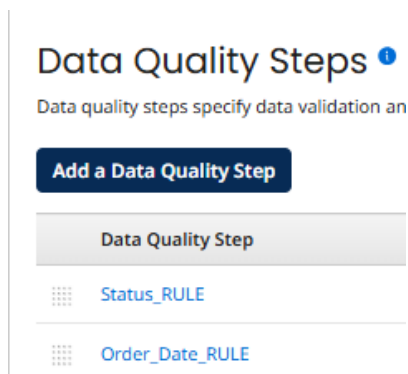 Data Quality Steps
Data quality steps specify data validation an
Add a Data Quality Step
Data Quality Step
Status_RULE
Order_Date_RULE